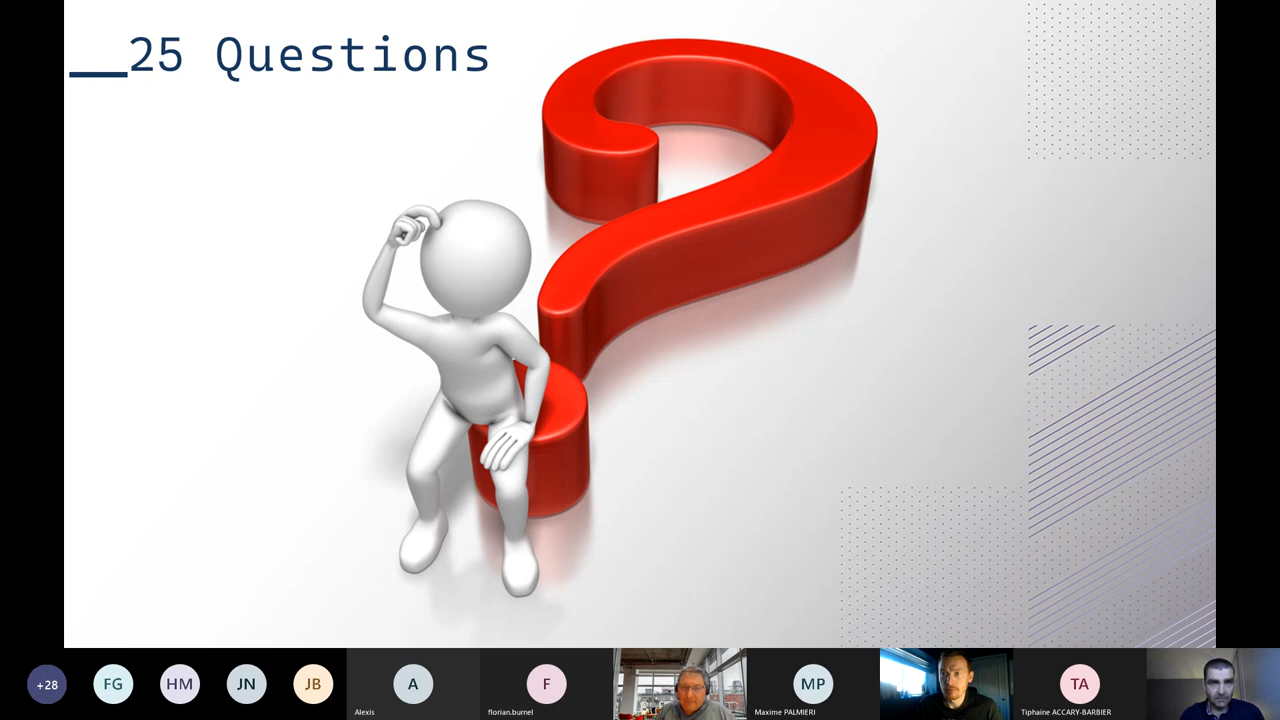 __25 Questions
+28
FG
HM
JN
JB
A
F
MP
TA
Alexis
florian.burnel
Maxime PALMIERI
Tiphaine ACCARY-BARBIER